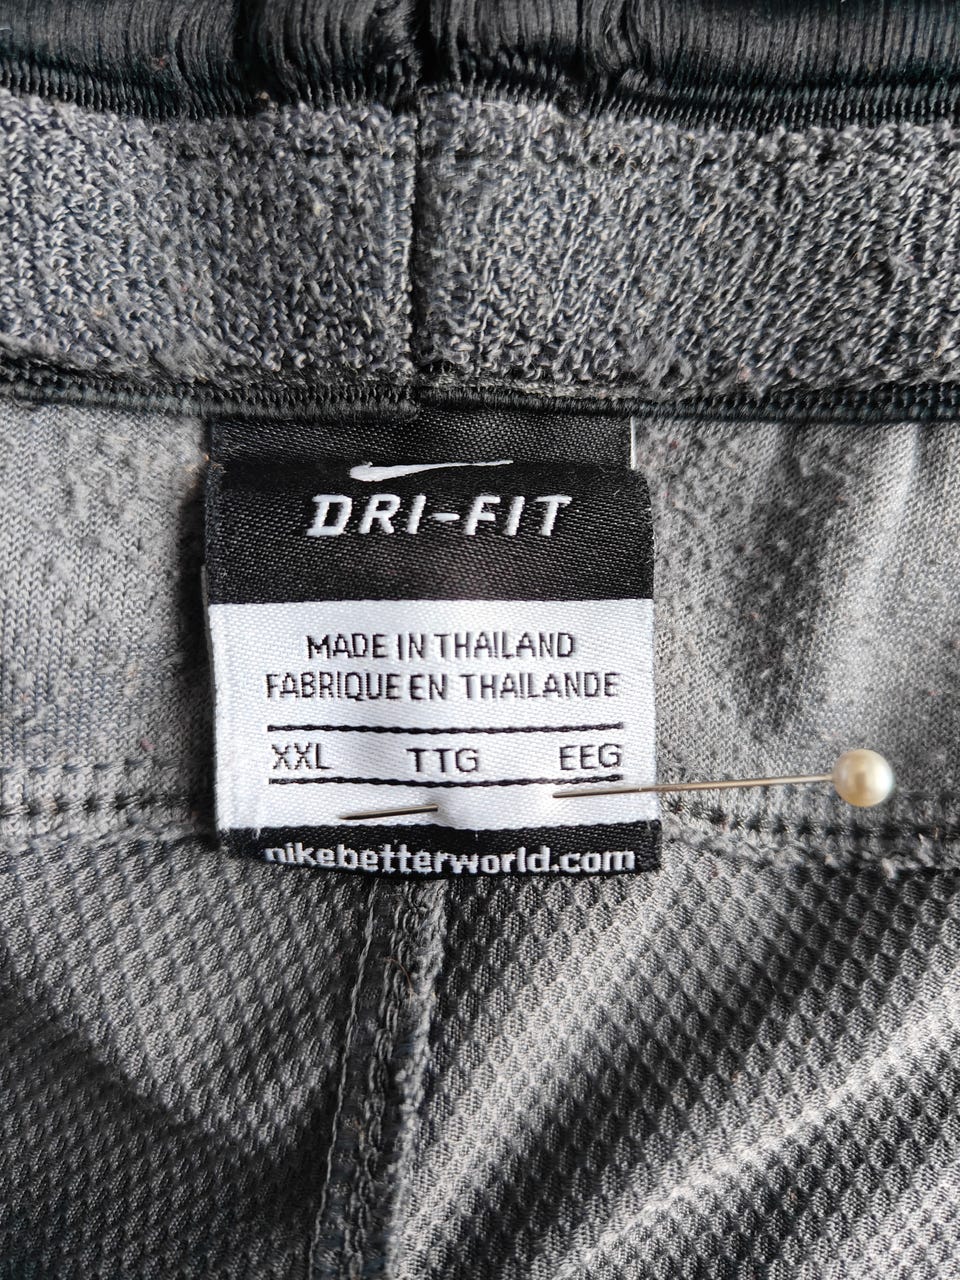 DRI-FIT
MADE IN THAILAND
FABRIQUE EN THAILANDE
XXL TTG EEG
nikebetterworld.com